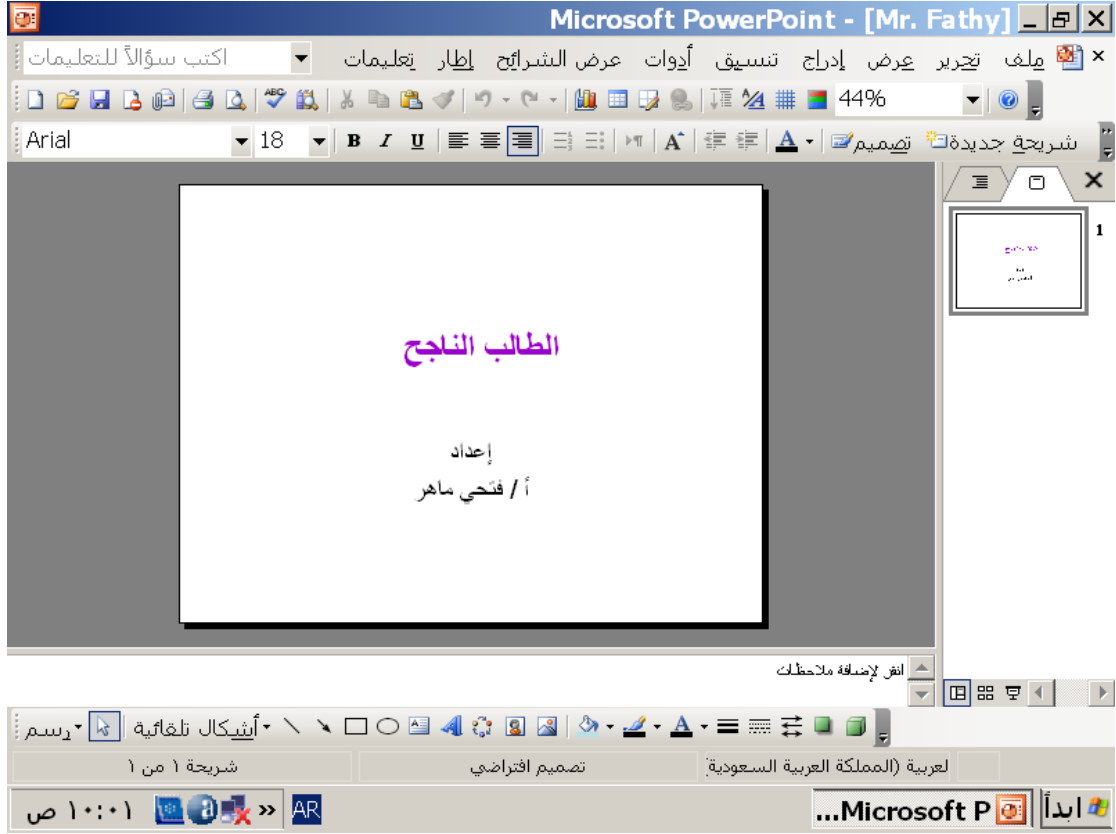 Microsoft PowerPoint - [Mr. Fathy]
ملف تحرير عرض إدراج تنسيق أدوات عرض الشرائح إطار تعليمات اكتب سؤالاً للتعليمات
44%
Arial 18 B I U A A تصميم شريحة جديدة
1
الطالب الناجح
إعداد
أ / فتحي ماهر
انقر لإضافة ملاحظات
رسم أشكال تلقائية A
لعربية (المملكة العربية السعودية) تصميم افتراضي شريحة ١ من ١
ابدأ Microsoft P... AR « ١٠:٠١ ص